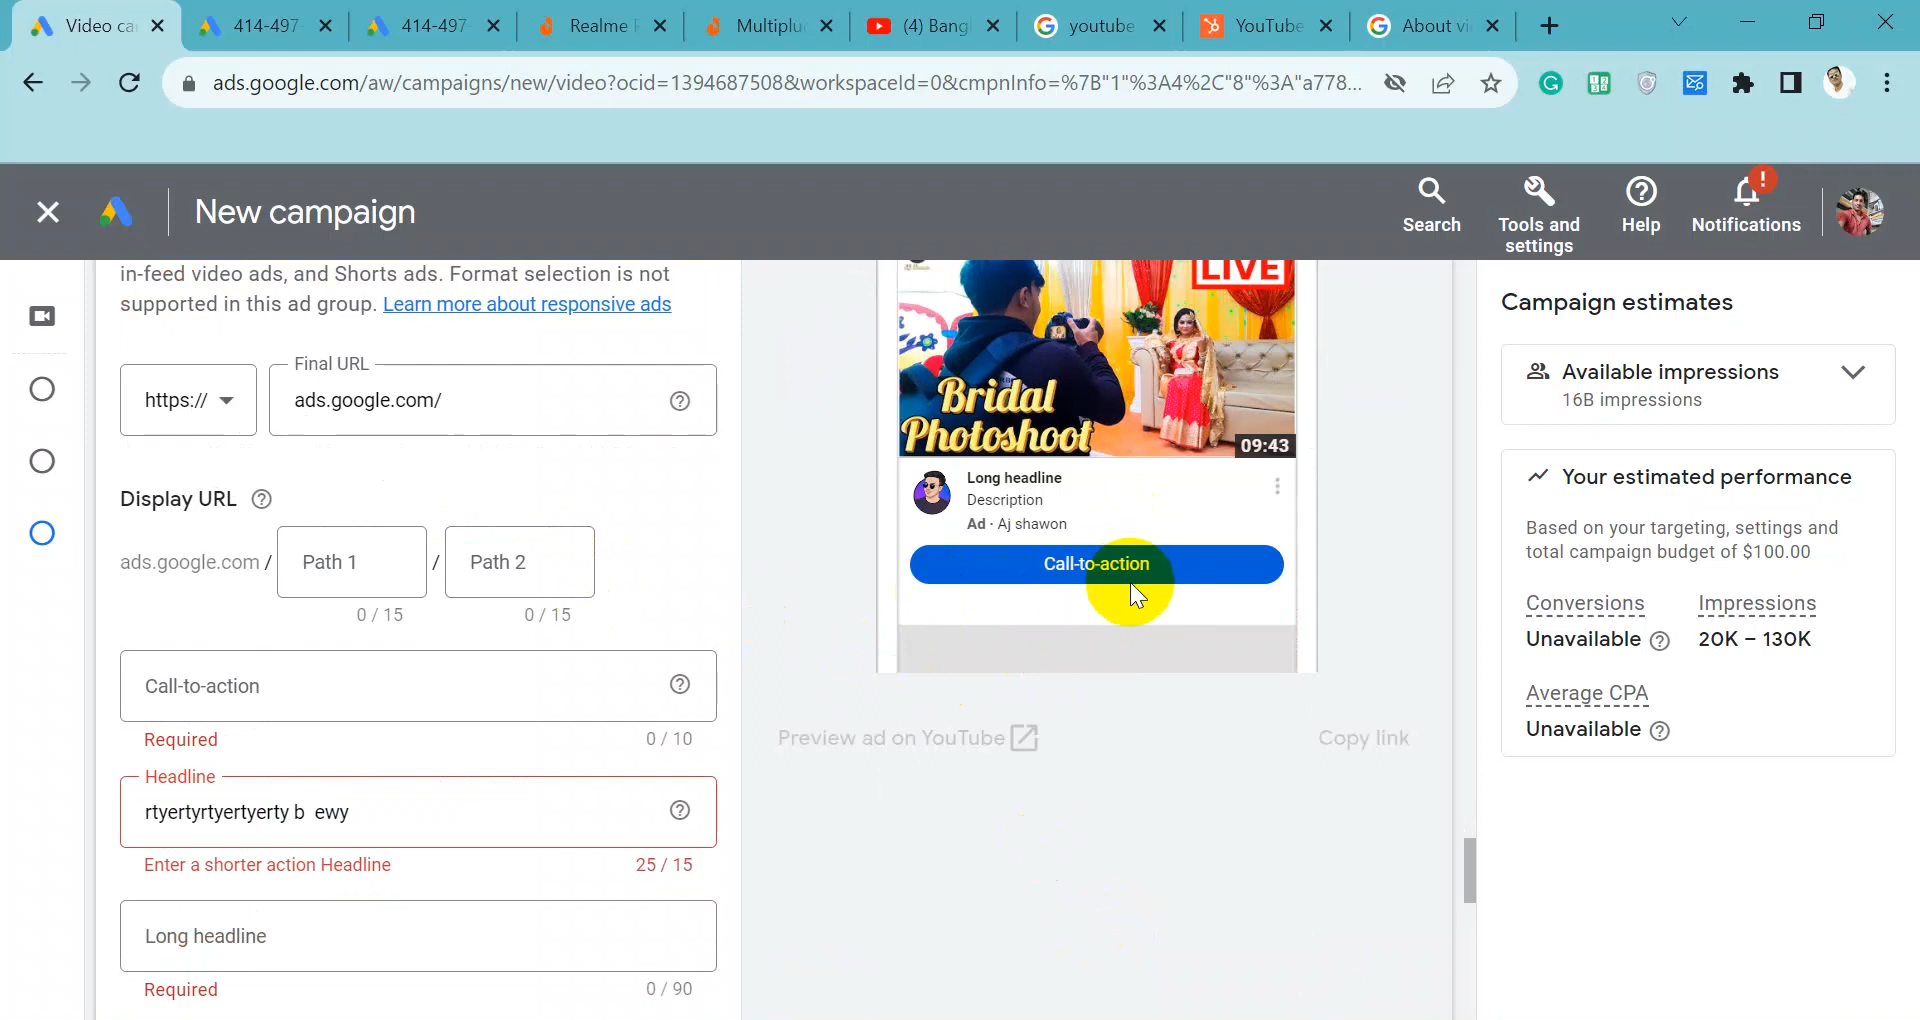 Video ca
414-497
414-497
Realme
Multiplu
(4) Bang
youtube
YouTube
About vi
ads.google.com/aw/campaigns/new/video?ocid=1394687508&workspaceId=0&cmpnInfo=%7B"1"%3A4%2C"8"%3A"a778...
New campaign
Search
Tools and settings
Help
Notifications
in-feed video ads, and Shorts ads. Format selection is not
supported in this ad group. Learn more about responsive ads
Final URL
https://
ads.google.com/
Display URL
ads.google.com /
Path 1
/
Path 2
0 / 15
0 / 15
Call-to-action
Required
0 / 10
Headline
rtyertyrtyertyerty b  ewy
Enter a shorter action Headline
25 / 15
Long headline
Required
0 / 90
LIVE
Bridal
Photoshoot
09:43
Long headline
Description
Ad · Aj shawon
Call-to-action
Preview ad on YouTube
Copy link
Campaign estimates
Available impressions
16B impressions
Your estimated performance
Based on your targeting, settings and
total campaign budget of $100.00
Conversions
Impressions
Unavailable
20K – 130K
Average CPA
Unavailable